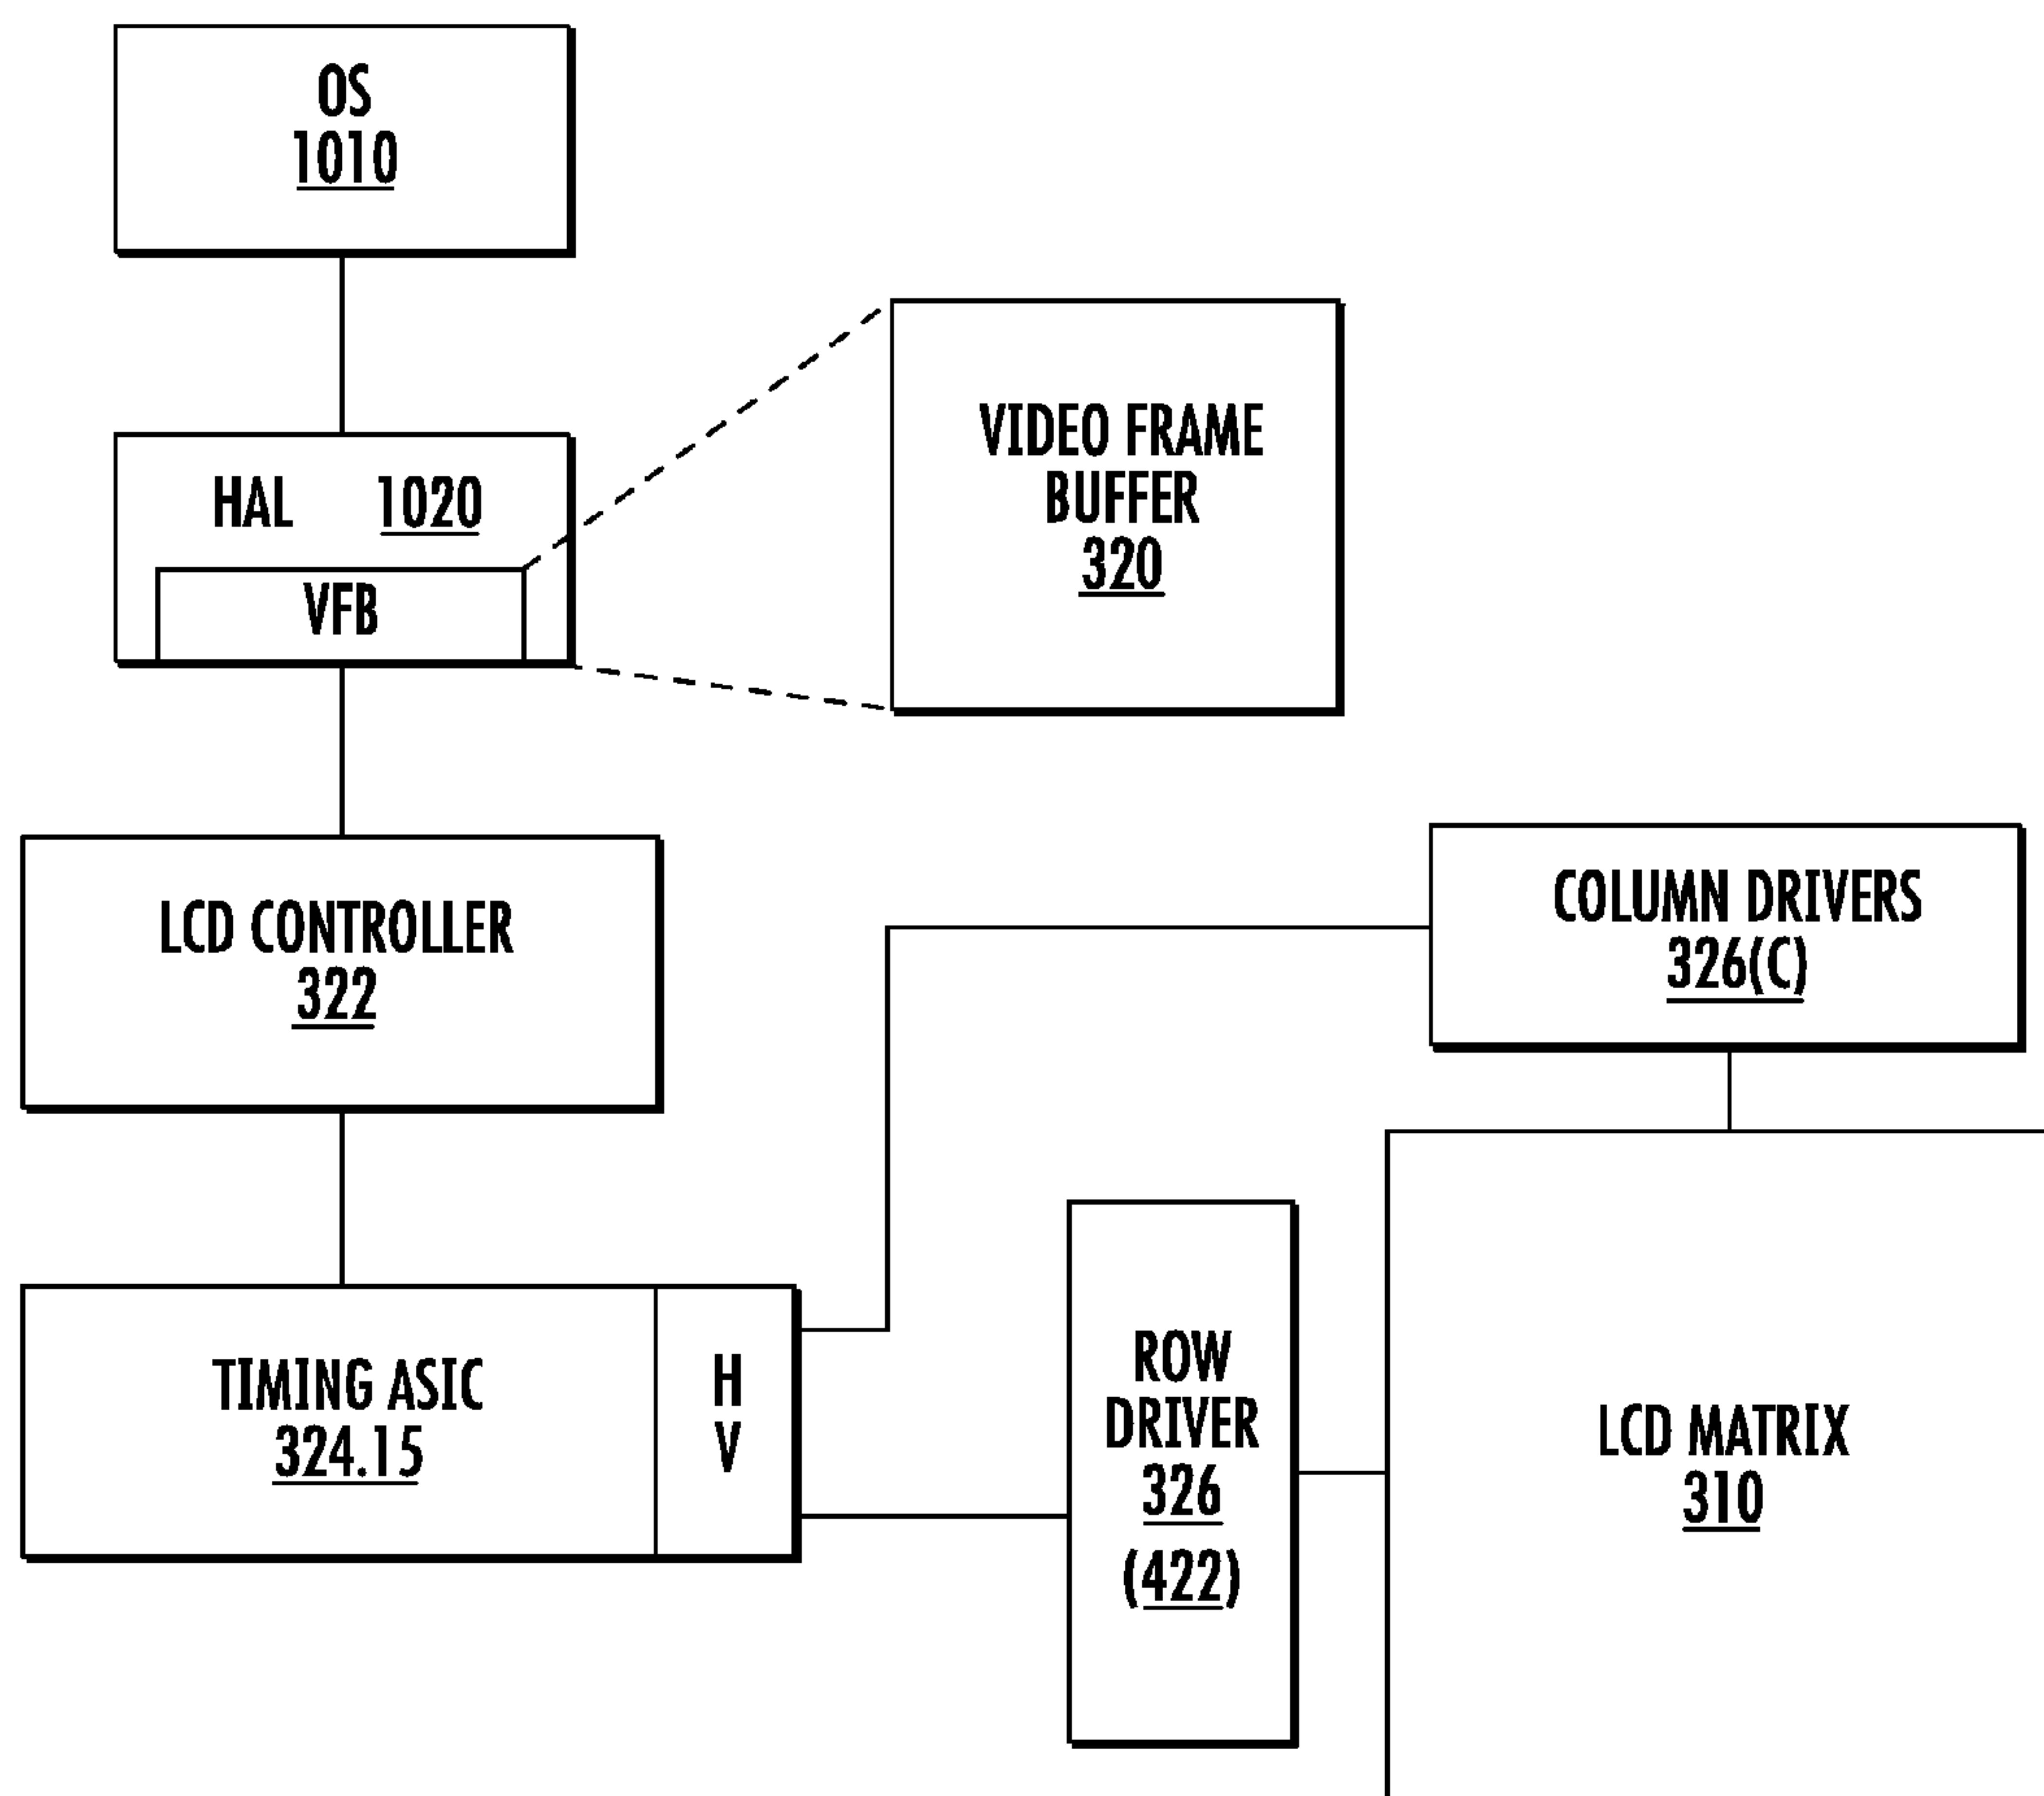 OS
1010
HAL 1020
VFB
VIDEO FRAME
BUFFER
320
LCD CONTROLLER
322
COLUMN DRIVERS
326(C)
TIMING ASIC
324.15
H
V
ROW
DRIVER
326
(422)
LCD MATRIX
310